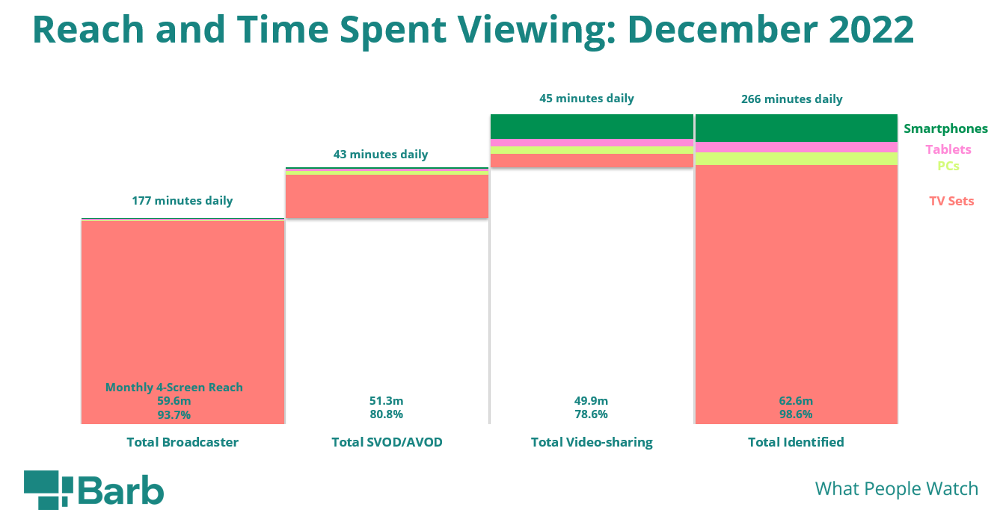 Reach and Time Spent Viewing: December 2022
45 minutes daily
266 minutes daily
Smartphones
Tablets
43 minutes daily
PCs
177 minutes daily
TV Sets
Monthly 4-Screen Reach
59.6m
93.7%
51.3m
80.8%
49.9m
78.6%
62.6m
98.6%
Total Broadcaster
Total SVOD/AVOD
Total Video-sharing
Total Identified
Barb
What People Watch